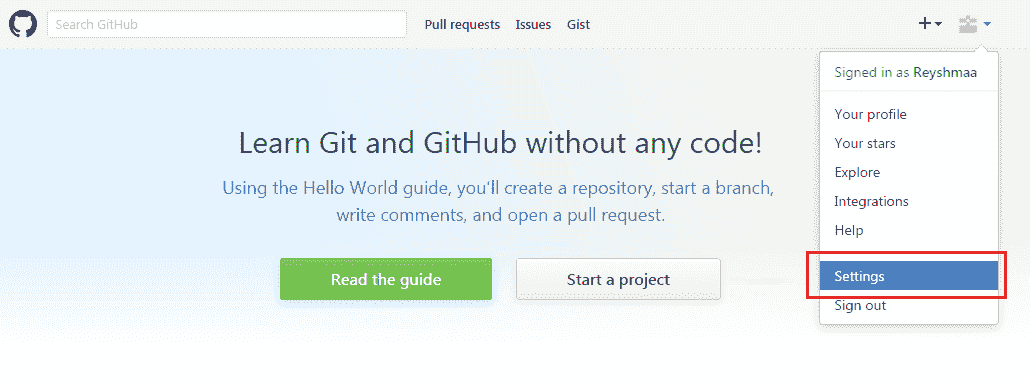 Search GitHub Pull requests Issues Gist
Signed in as Reyshmaa
Your profile
Your stars
Explore
Integrations
Help
Settings
Sign out
Learn Git and GitHub without any code!
Using the Hello World guide, you'll create a repository, start a branch,
write comments, and open a pull request.
Read the guide Start a project